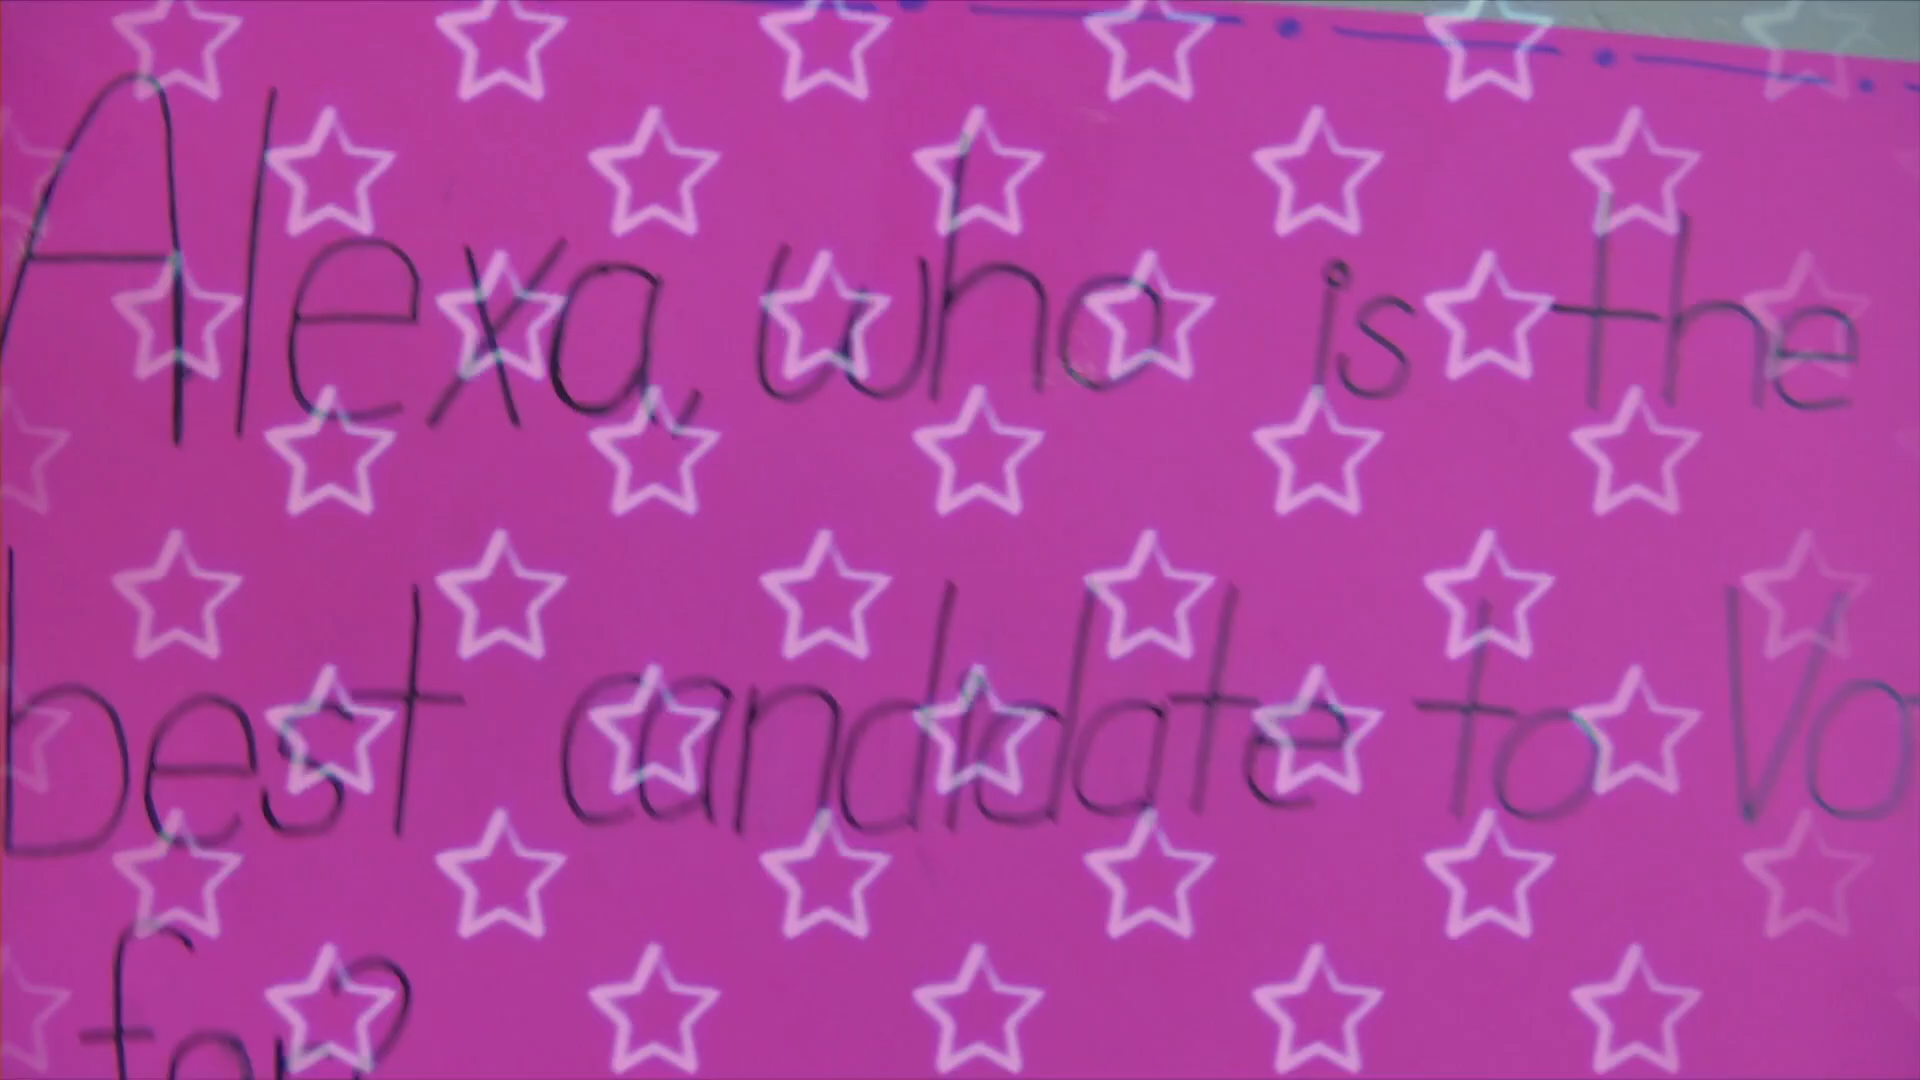 Alexa, who is the
best candidate to Vo
for?